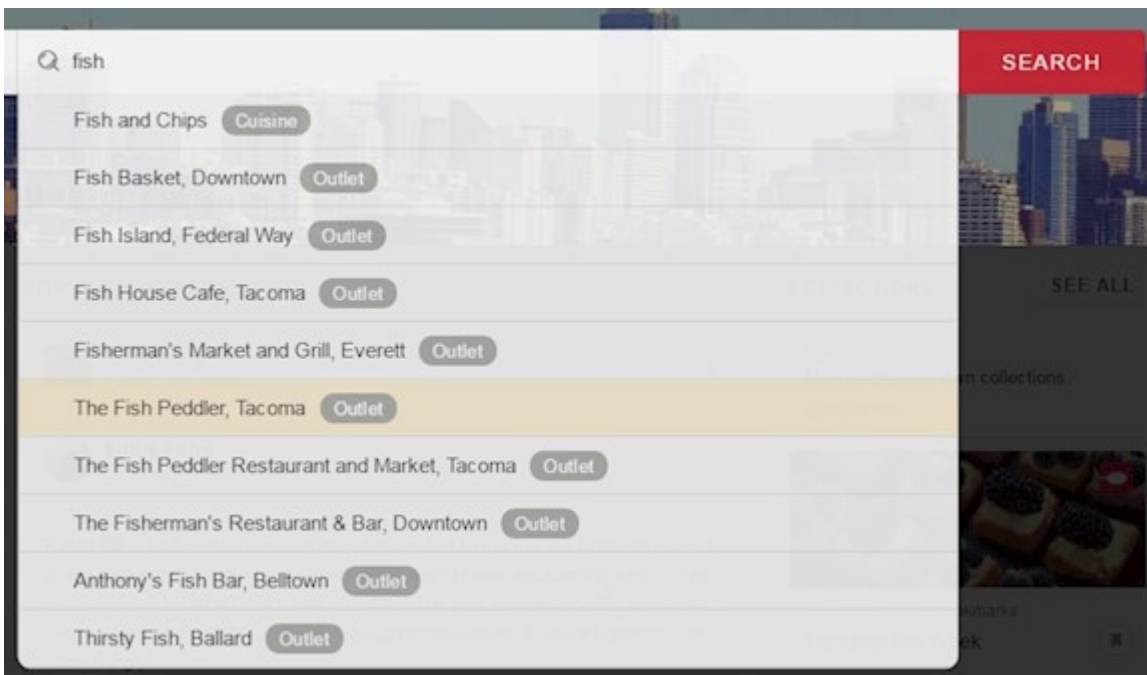 fish
SEARCH
Fish and Chips Cuisine
Fish Basket, Downtown Outlet
Fish Island, Federal Way Outlet
Fish House Cafe, Tacoma Outlet
SEE ALL
Fisherman's Market and Grill, Everett Outlet
collections
The Fish Peddler, Tacoma Outlet
The Fish Peddler Restaurant and Market, Tacoma Outlet
The Fisherman's Restaurant & Bar, Downtown Outlet
Anthony's Fish Bar, Belltown Outlet
Thirsty Fish, Ballard Outlet